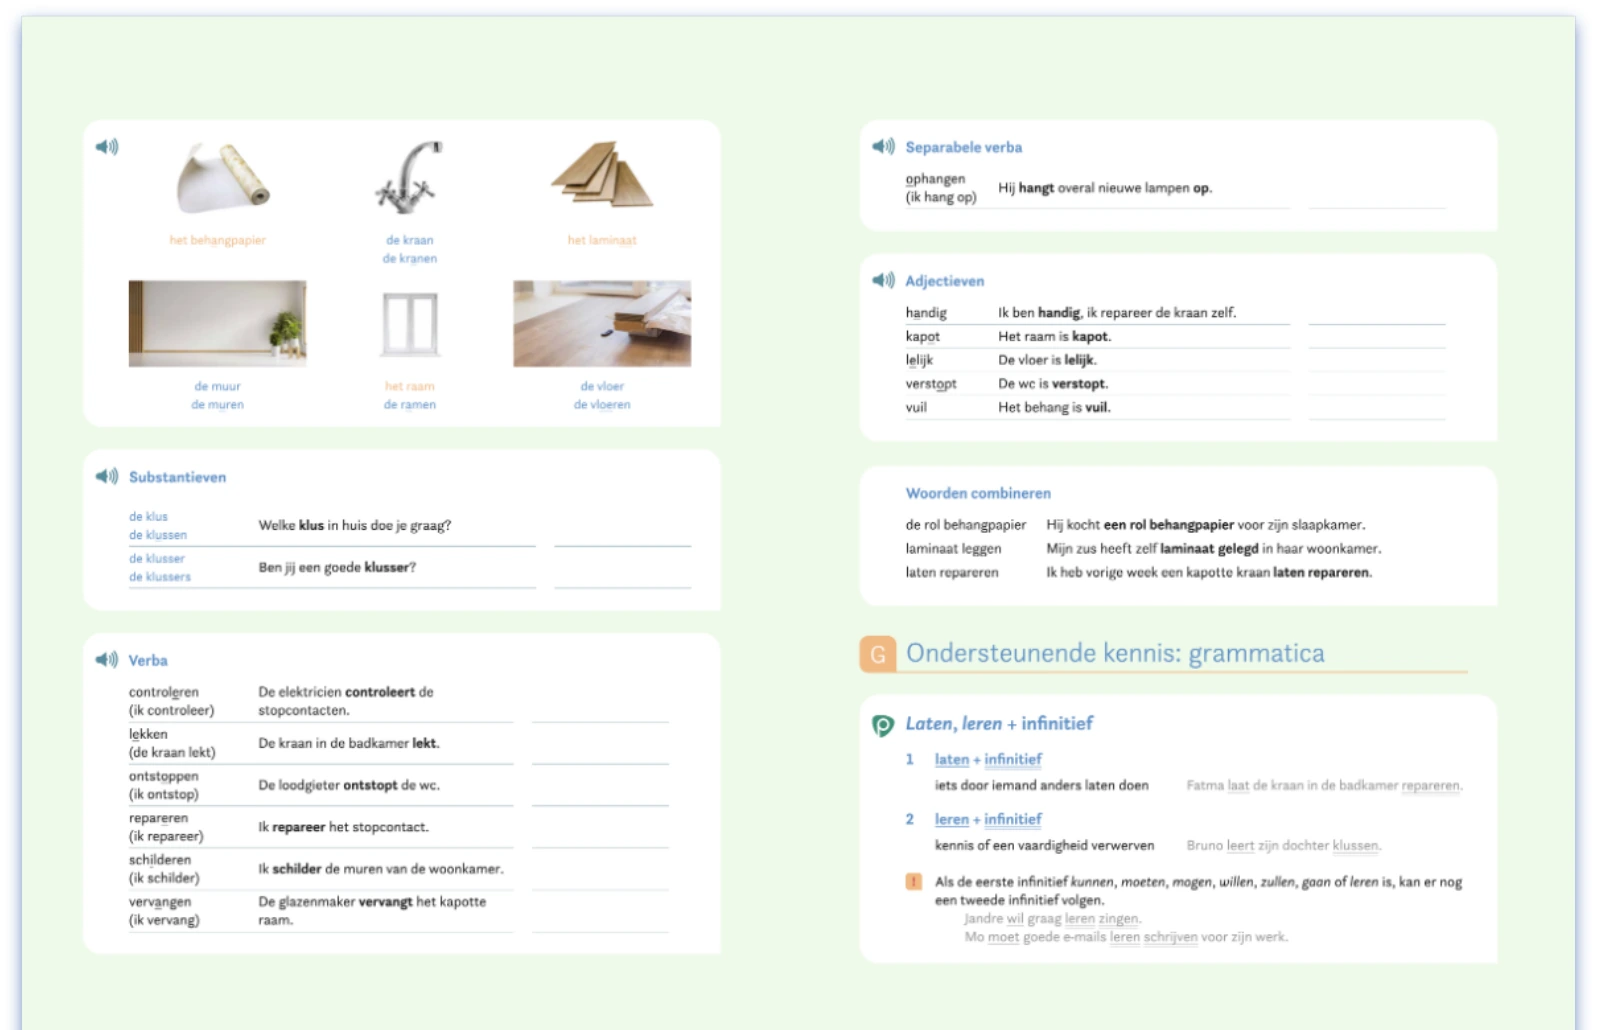 het behangpapier
de kraan
de kranen
het laminaat
de muur
de muren
het raam
de ramen
de vloer
de vloeren
Substantieven
de klus
de klussen
Welke klus in huis doe je graag?
de klusser
de klussers
Ben jij een goede klusser?
Verba
controleren
(ik controleer)
De elektricien controleert de
stopcontacten.
lekken
(de kraan lekt)
De kraan in de badkamer lekt.
ontstoppen
(ik ontstop)
De loodgieter ontstopt de wc.
repareren
(ik repareer)
Ik repareer het stopcontact.
schilderen
(ik schilder)
Ik schilder de muren van de woonkamer.
vervangen
(ik vervang)
De glazenmaker vervangt het kapotte
raam.
Separabele verba
ophangen
(ik hang op)
Hij hangt overal nieuwe lampen op.
Adjectieven
handig Ik ben handig, ik repareer de kraan zelf.
kapot Het raam is kapot.
lelijk De vloer is lelijk.
verstopt De wc is verstopt.
vuil Het behang is vuil.
Woorden combineren
de rol behangpapier Hij kocht een rol behangpapier voor zijn slaapkamer.
laminaat leggen Mijn zus heeft zelf laminaat gelegd in haar woonkamer.
laten repareren Ik heb vorige week een kapotte kraan laten repareren.
G Ondersteunende kennis: grammatica
Laten, leren + infinitief
1 laten + infinitief
iets door iemand anders laten doen Fatma laat de kraan in de badkamer repareren.
2 leren + infinitief
kennis of een vaardigheid verwerven Bruno leert zijn dochter klussen.
! Als de eerste infinitief kunnen, moeten, mogen, willen, zullen, gaan of leren is, kan er nog
een tweede infinitief volgen.
Jandre wil graag leren zingen.
Mo moet goede e-mails leren schrijven voor zijn werk.